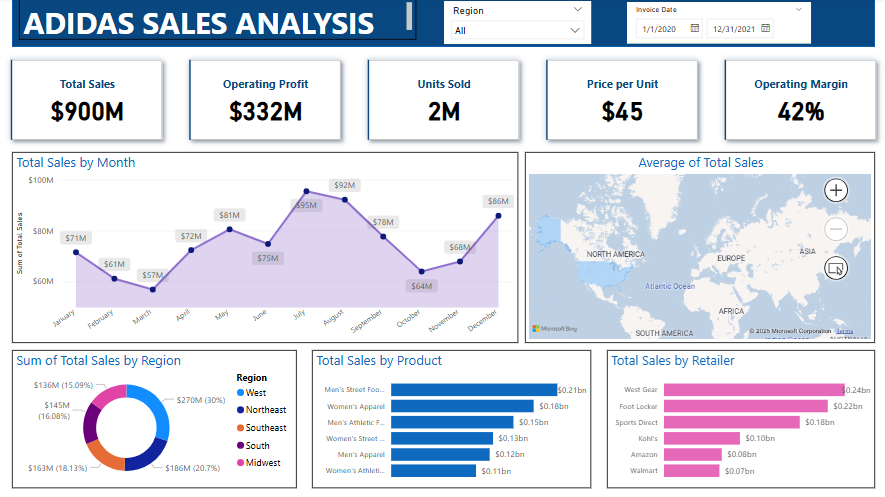 ADIDAS SALES ANALYSIS
Region
All
Invoice Date
1/1/2020
12/31/2021
Total Sales
$900M
Operating Profit
$332M
Units Sold
2M
Price per Unit
$45
Operating Margin
42%
Total Sales by Month
Sum of Total Sales
$100M
$80M
$60M
$71M
$61M
$57M
$72M
$81M
$75M
$95M
$92M
$78M
$64M
$68M
$86M
January
February
March
April
May
June
July
August
September
October
November
December
Average of Total Sales
NORTH AMERICA
EUROPE
ASIA
Atlantic Ocean
AFRICA
SOUTH AMERICA
Microsoft Bing
© 2025 Microsoft Corporation Terms
Sum of Total Sales by Region
$136M (15.09%)
$145M
(16.08%)
$163M (18.13%)
$270M (30%)
$186M (20.7%)
Region
West
Northeast
Southeast
South
Midwest
Total Sales by Product
Men's Street Foo... $0.21bn
Women's Apparel $0.18bn
Men's Athletic F... $0.15bn
Women's Street ... $0.13bn
Men's Apparel $0.12bn
Women's Athleti... $0.11bn
Total Sales by Retailer
West Gear $0.24bn
Foot Locker $0.22bn
Sports Direct $0.18bn
Kohl's $0.10bn
Amazon $0.08bn
Walmart $0.07bn